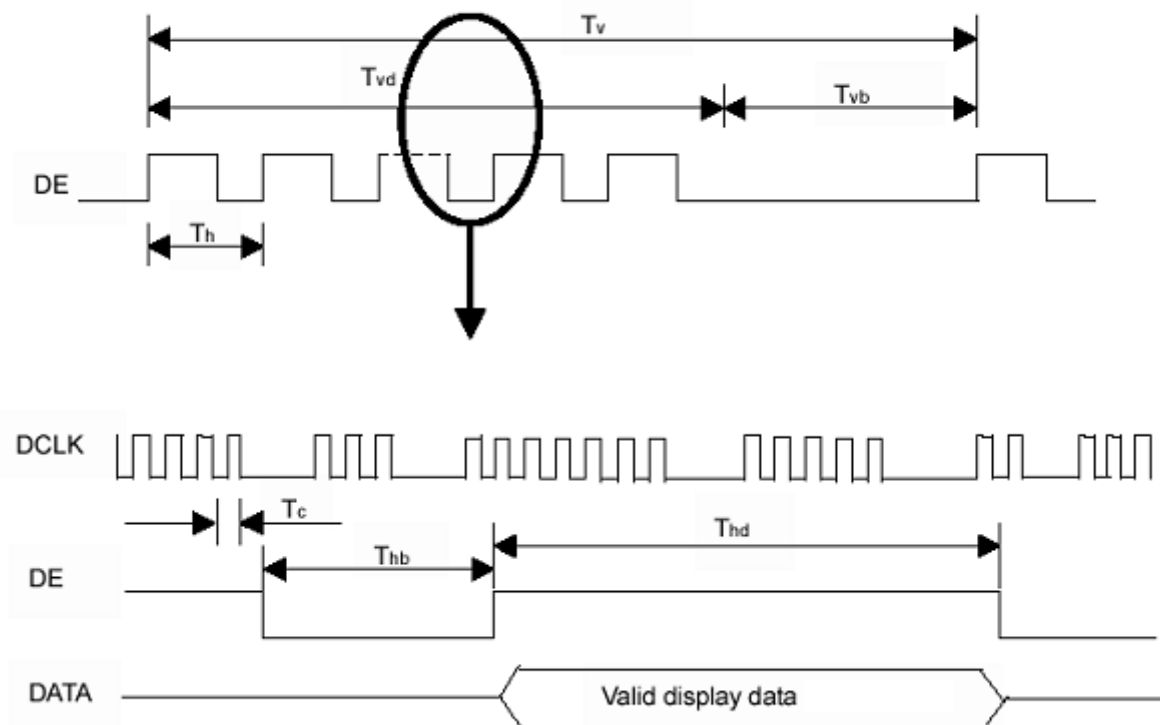 Tv
Tvd
Tvb
DE
Th
DCLK
Tc
Thd
Thb
DE
DATA
Valid display data